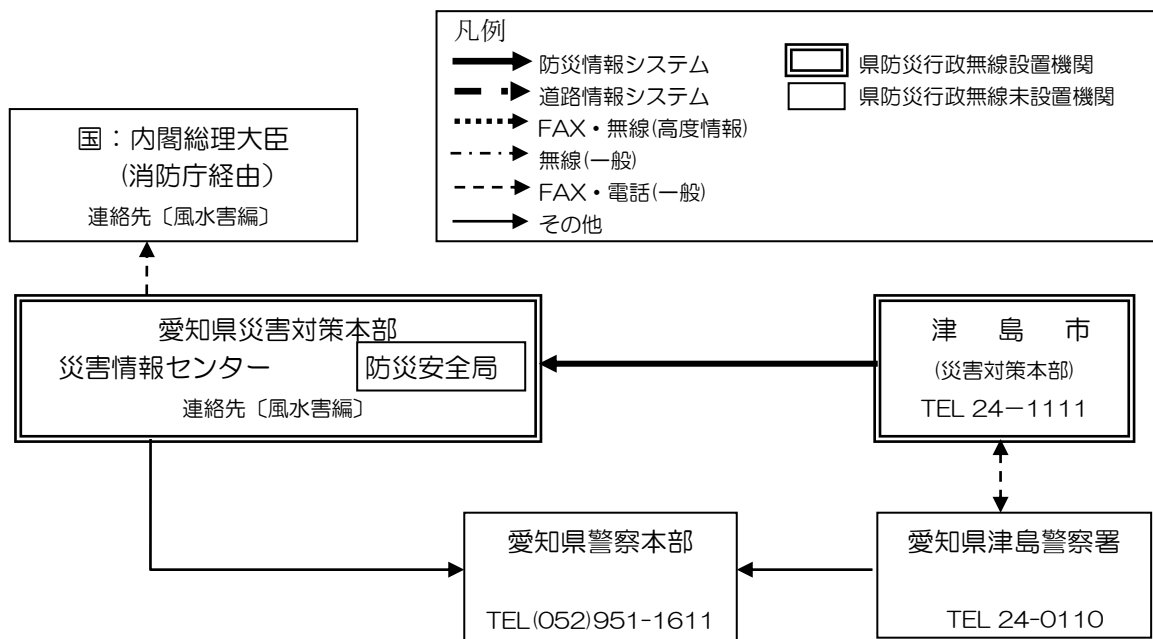 凡例
防災情報システム
道路情報システム
FAX・無線(高度情報)
無線(一般)
FAX・電話(一般)
その他
県防災行政無線設置機関
県防災行政無線未設置機関
国：内閣総理大臣
(消防庁経由)
連絡先〔風水害編〕
愛知県災害対策本部
災害情報センター
防災安全局
連絡先〔風水害編〕
津　島　市
(災害対策本部)
TEL 24－1111
愛知県警察本部
TEL(052)951-1611
愛知県津島警察署
TEL 24-0110